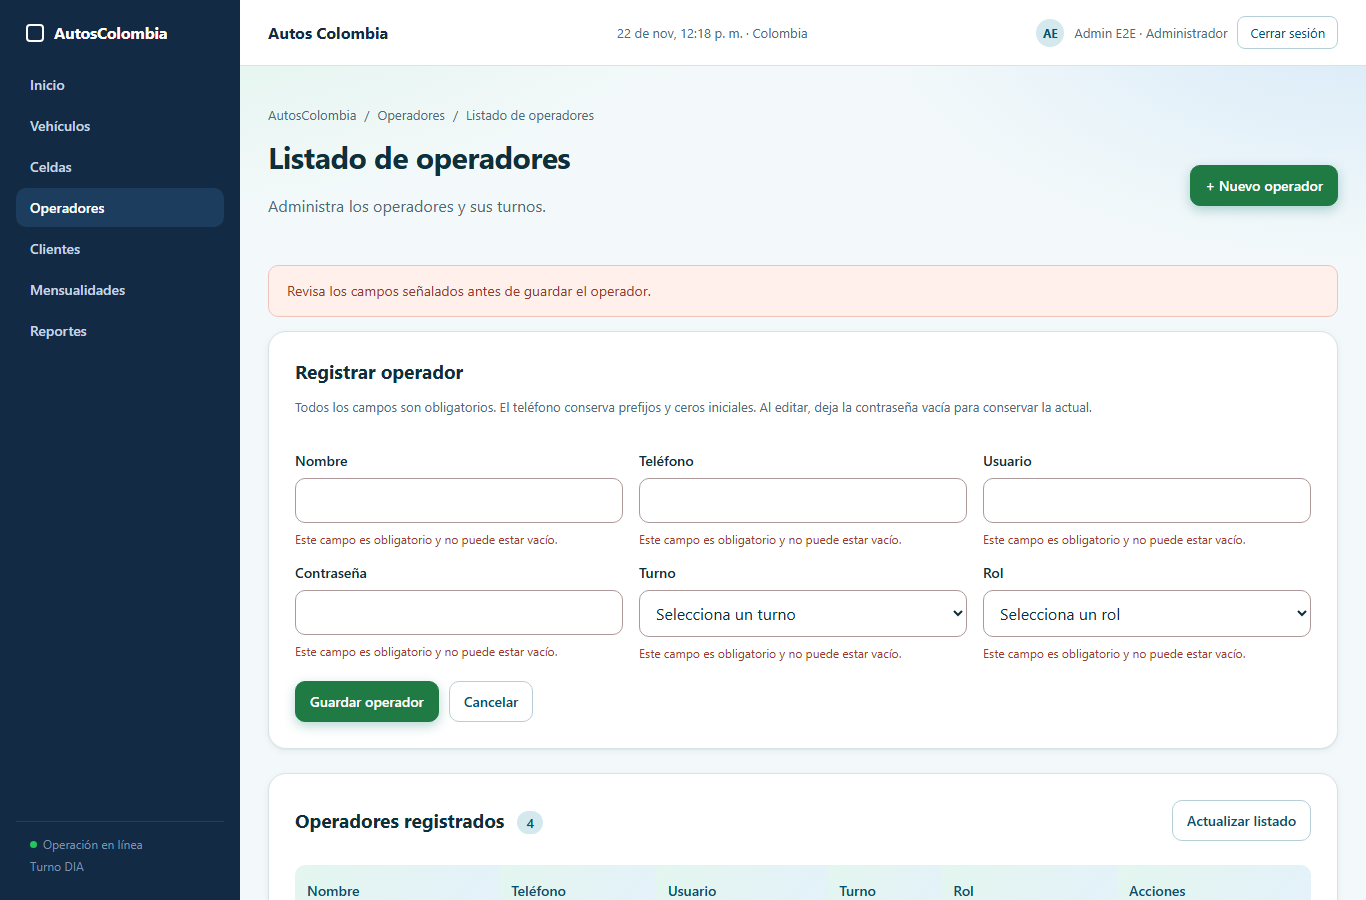 AutosColombia
Inicio
Vehículos
Celdas
Operadores
Clientes
Mensualidades
Reportes
Operación en línea
Turno DIA
Autos Colombia
22 de nov, 12:18 p. m. · Colombia
AE
Admin E2E · Administrador
Cerrar sesión
AutosColombia / Operadores / Listado de operadores
Listado de operadores
Administra los operadores y sus turnos.
+ Nuevo operador
Revisa los campos señalados antes de guardar el operador.
Registrar operador
Todos los campos son obligatorios. El teléfono conserva prefijos y ceros iniciales. Al editar, deja la contraseña vacía para conservar la actual.
Nombre
Teléfono
Usuario
Este campo es obligatorio y no puede estar vacío.
Este campo es obligatorio y no puede estar vacío.
Este campo es obligatorio y no puede estar vacío.
Contraseña
Turno
Rol
Selecciona un turno
Selecciona un rol
Este campo es obligatorio y no puede estar vacío.
Este campo es obligatorio y no puede estar vacío.
Este campo es obligatorio y no puede estar vacío.
Guardar operador
Cancelar
Operadores registrados 4
Actualizar listado
Nombre Teléfono Usuario Turno Rol Acciones